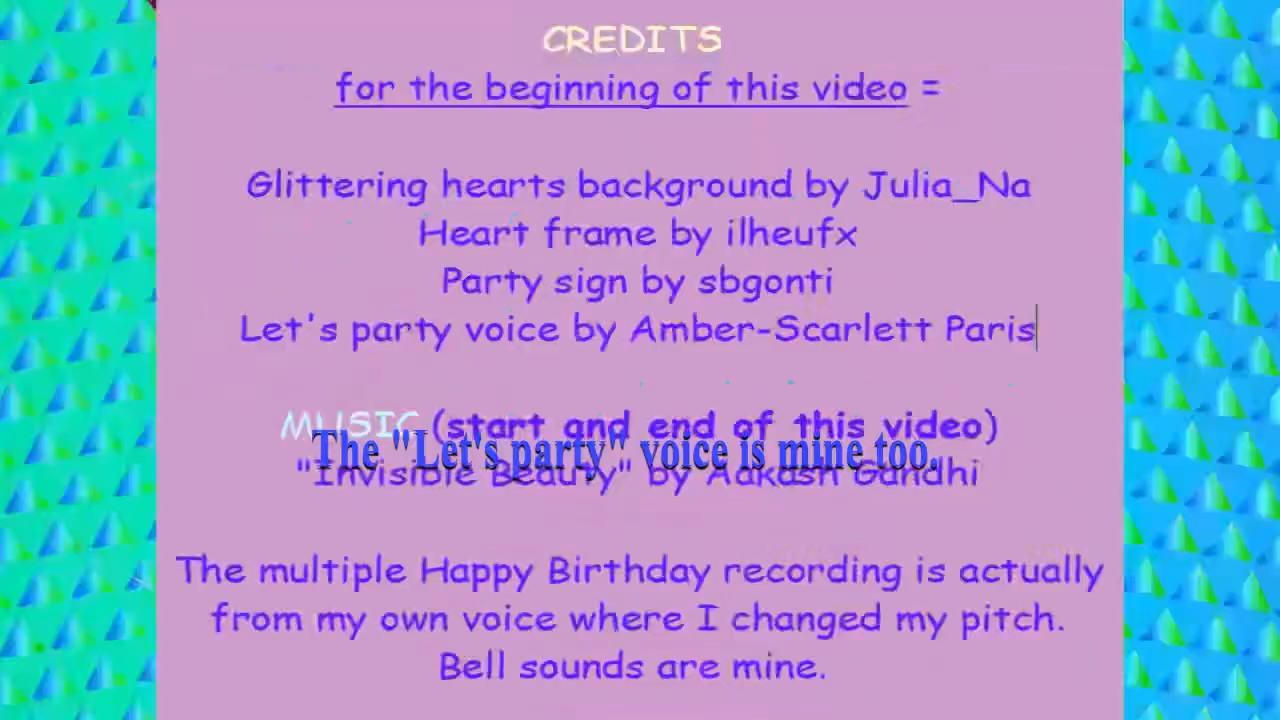 CREDITS
for the beginning of this video =
Glittering hearts background by Julia_Na
Heart frame by ilheufx
Party sign by sbgonti
Let's party voice by Amber-Scarlett Paris
MUSIC (start and end of this video)
The "Let's party" voice is mine too.
"Invisible Beauty" by Aakash Gandhi
The multiple Happy Birthday recording is actually
from my own voice where I changed my pitch.
Bell sounds are mine.